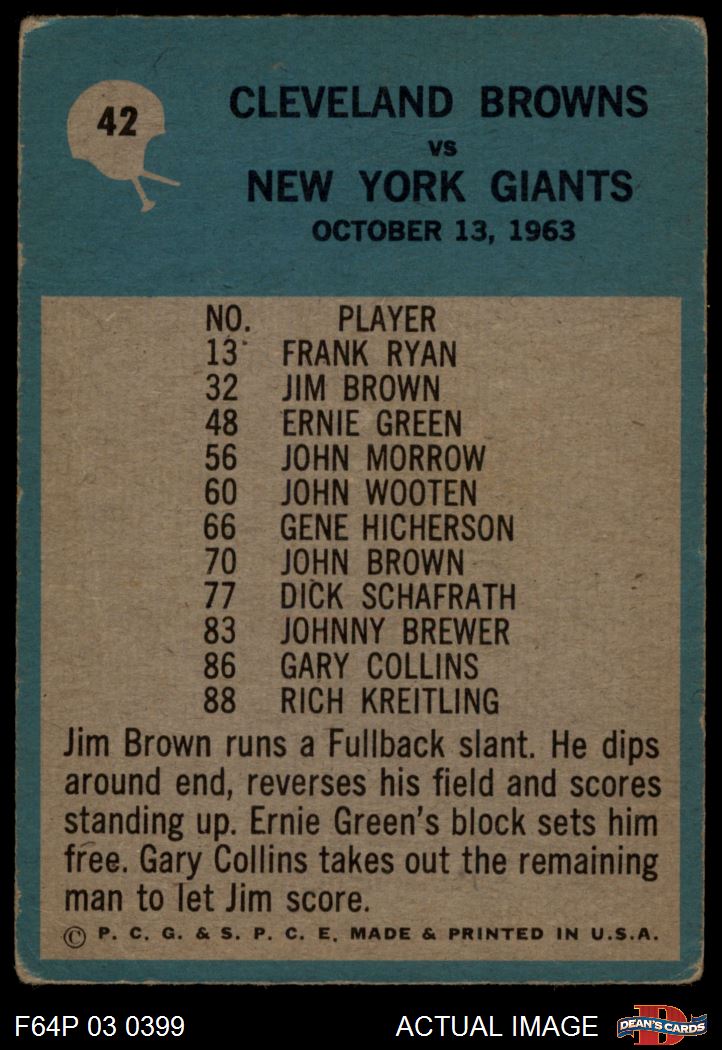 42
CLEVELAND BROWNS
VS
NEW YORK GIANTS
OCTOBER 13, 1963
NO. PLAYER
13 FRANK RYAN
32 JIM BROWN
48 ERNIE GREEN
56 JOHN MORROW
60 JOHN WOOTEN
66 GENE HICHERSON
70 JOHN BROWN
77 DICK SCHAFRATH
83 JOHNNY BREWER
86 GARY COLLINS
88 RICH KREITLING
Jim Brown runs a Fullback slant. He dips
around end, reverses his field and scores
standing up. Ernie Green's block sets him
free. Gary Collins takes out the remaining
man to let Jim score.
© P. C. G. & S. P. C. E. MADE & PRINTED IN U.S.A.
F64P 03 0399 ACTUAL IMAGE
D
DEAN'S CARDS